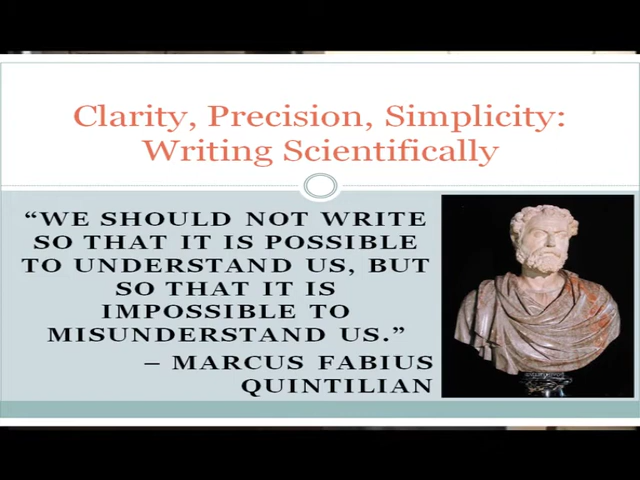 Clarity, Precision, Simplicity:
Writing Scientifically
“WE SHOULD NOT WRITE
SO THAT IT IS POSSIBLE
TO UNDERSTAND US, BUT
SO THAT IT IS
IMPOSSIBLE TO
MISUNDERSTAND US.”
– MARCUS FABIUS
QUINTILIAN